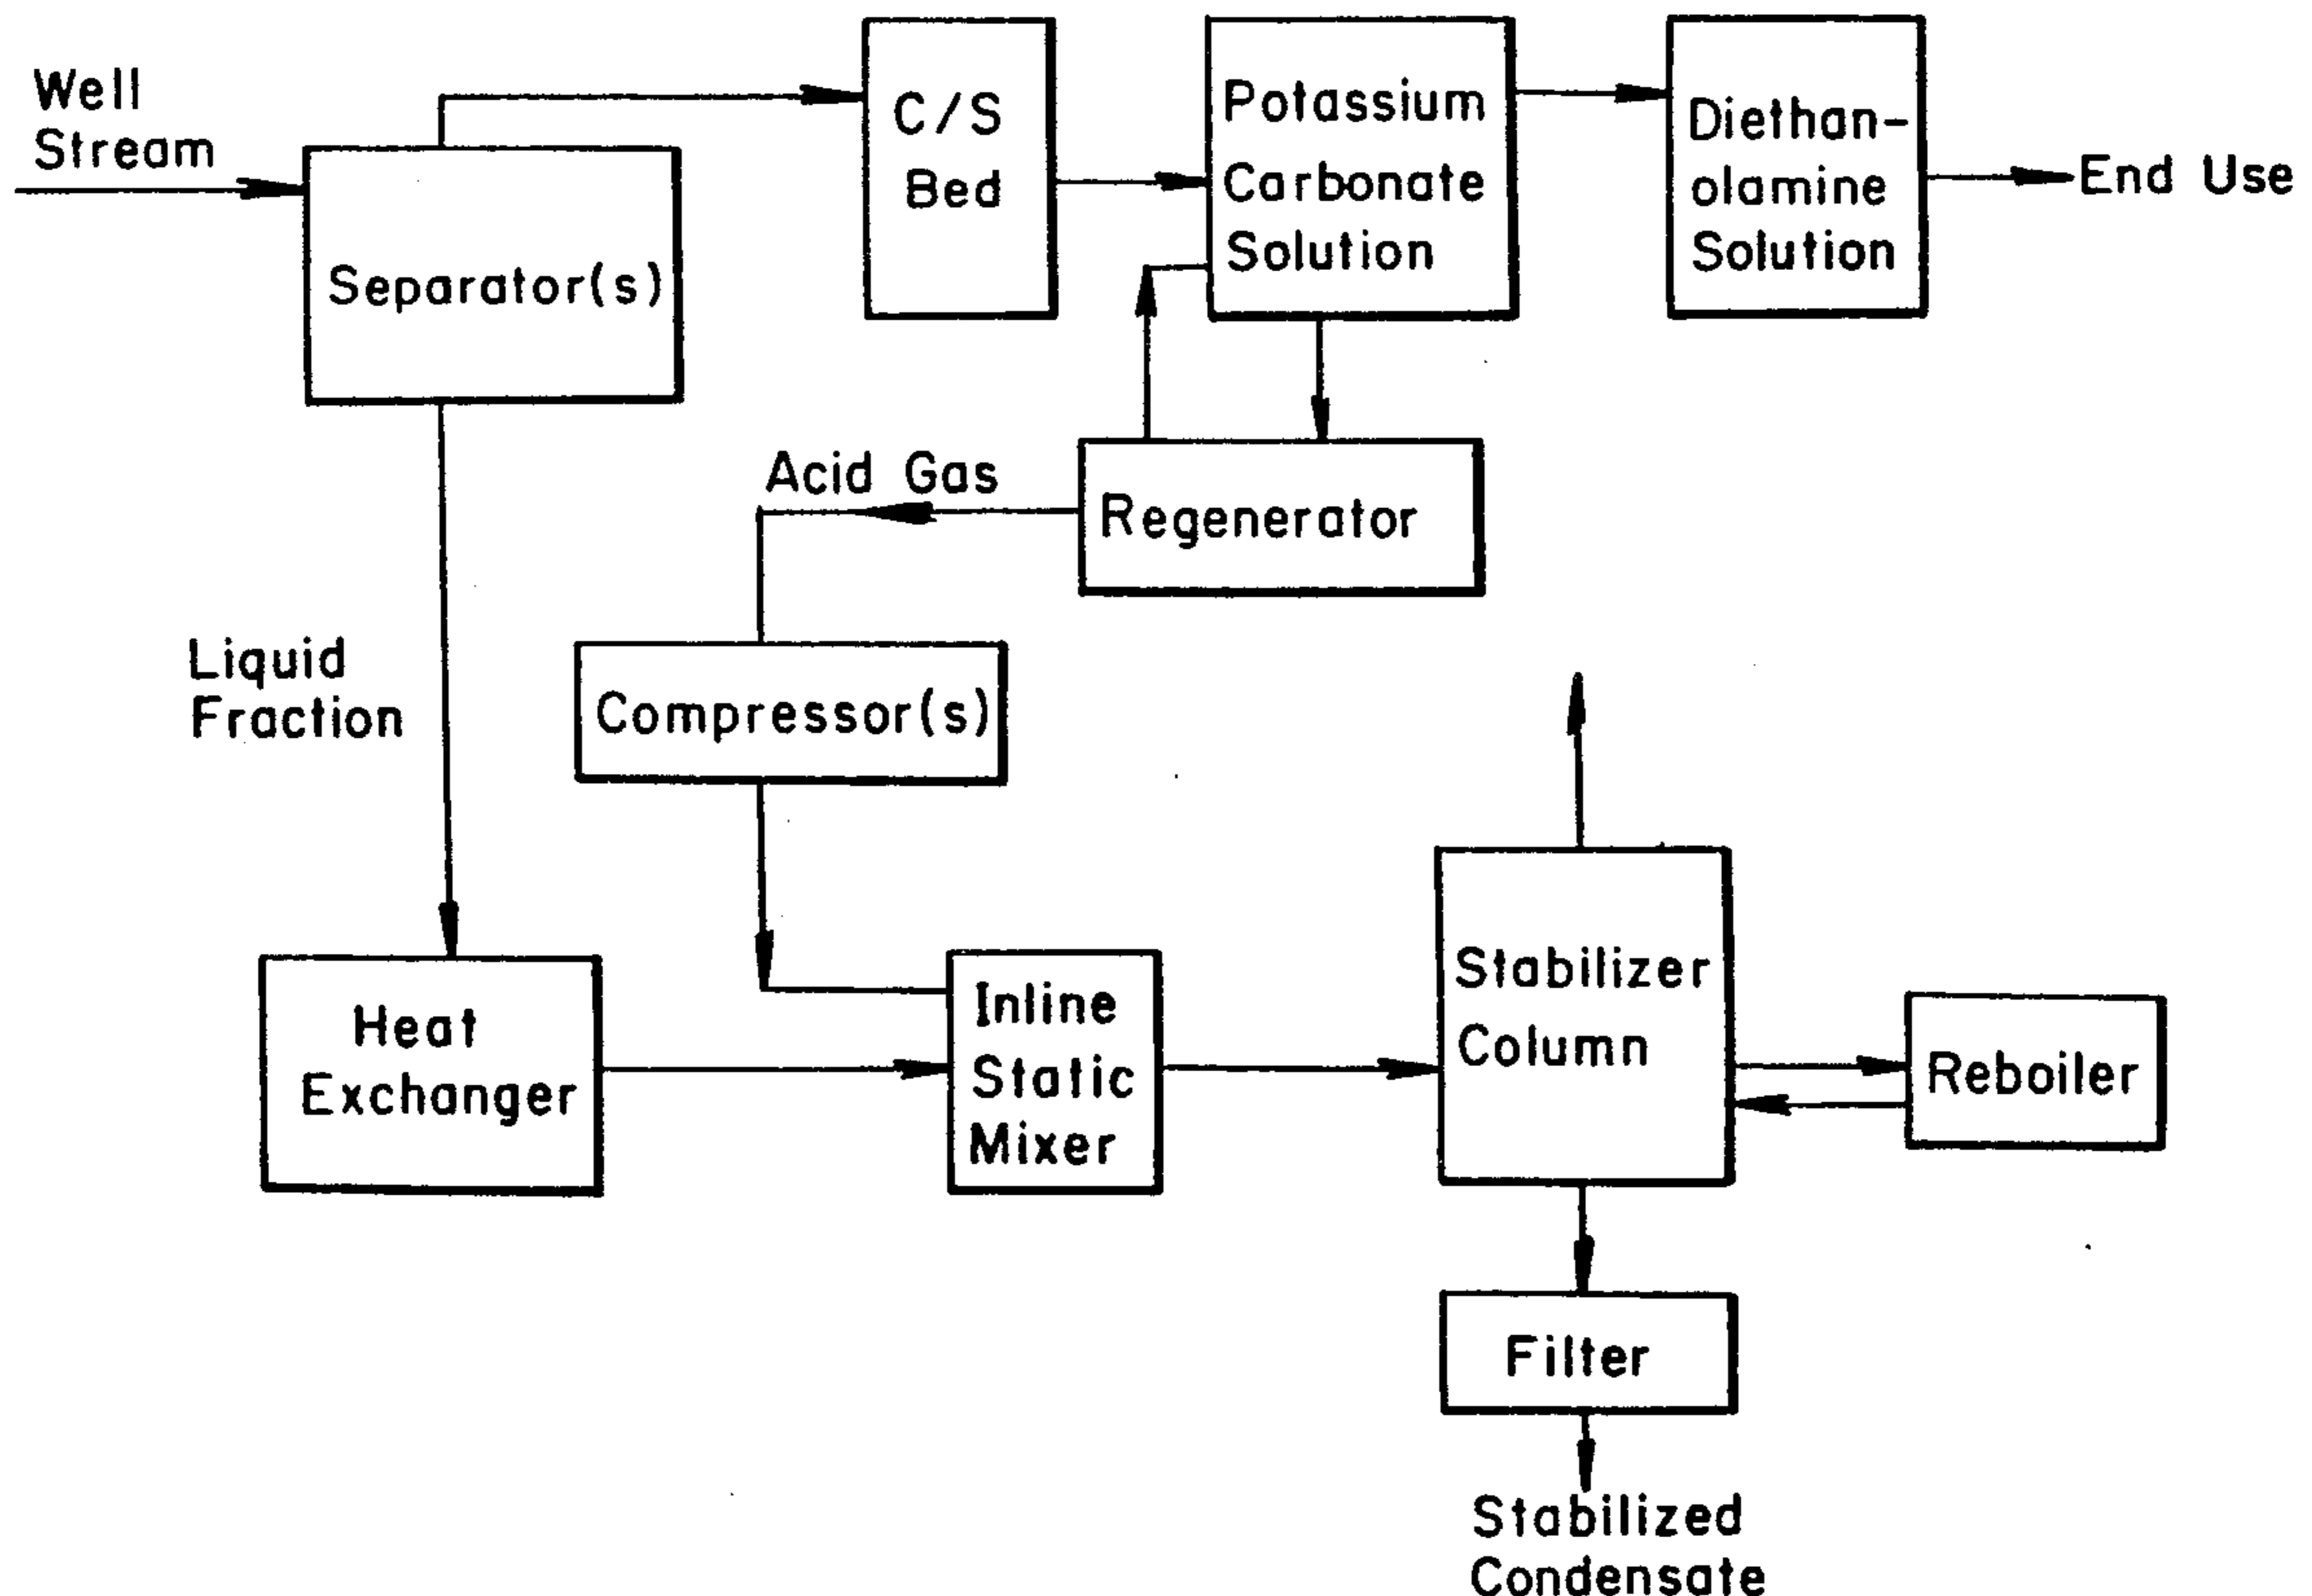 Well
Stream
Separator(s)
C/S
Bed
Potassium
Carbonate
Solution
Diethan-
olamine
Solution
End Use
Acid Gas
Regenerator
Liquid
Fraction
Compressor(s)
Heat
Exchanger
Inline
Static
Mixer
Stabilizer
Column
Reboiler
Filter
Stabilized
Condensate